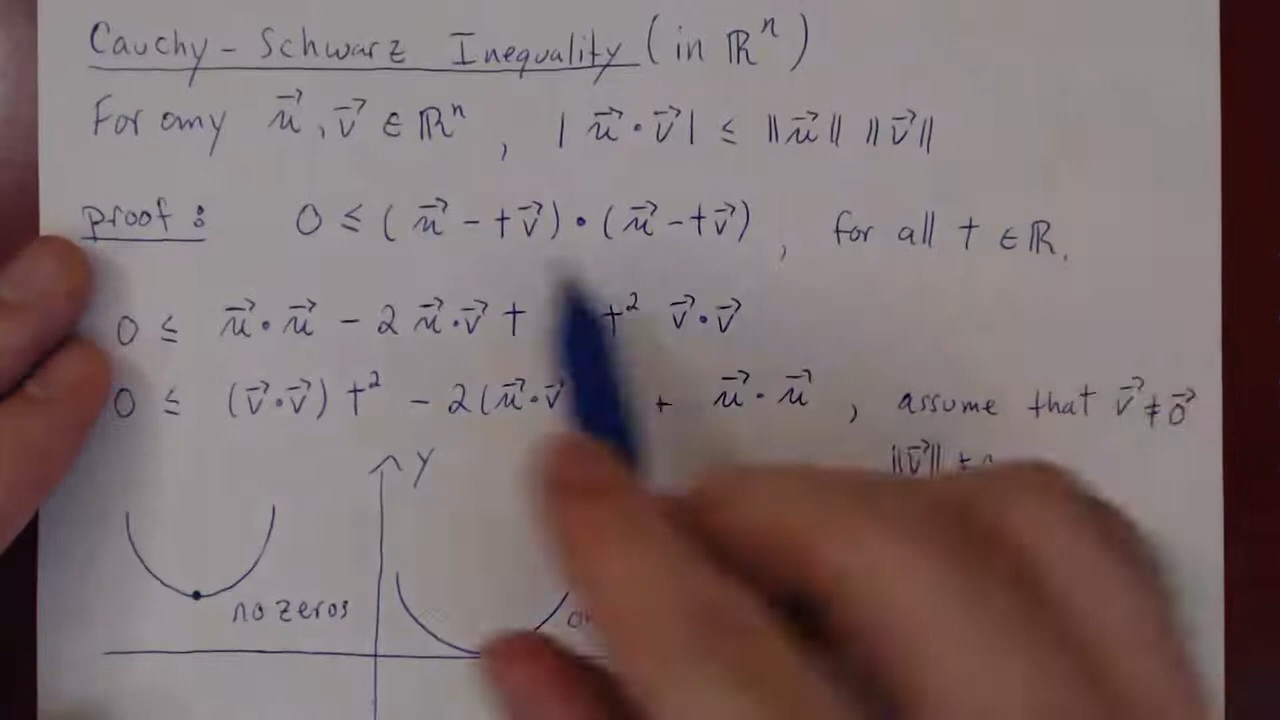 Cauchy - Schwarz Inequality (in ℝⁿ)
For any u⃗, v⃗ ∈ ℝⁿ, | u⃗ · v⃗ | ≤ ‖u⃗‖ ‖v⃗‖
proof : 0 ≤ ( u⃗ - t v⃗ ) · ( u⃗ - t v⃗ ) , for all t ∈ ℝ.
0 ≤ u⃗ · u⃗ - 2 u⃗ · v⃗ t t² v⃗ · v⃗
0 ≤ (v⃗ · v⃗) t² - 2 (u⃗ · v⃗ + u⃗ · u⃗ , assume that v⃗ ≠ 0⃗
‖v⃗‖ ≠
y
no zeros